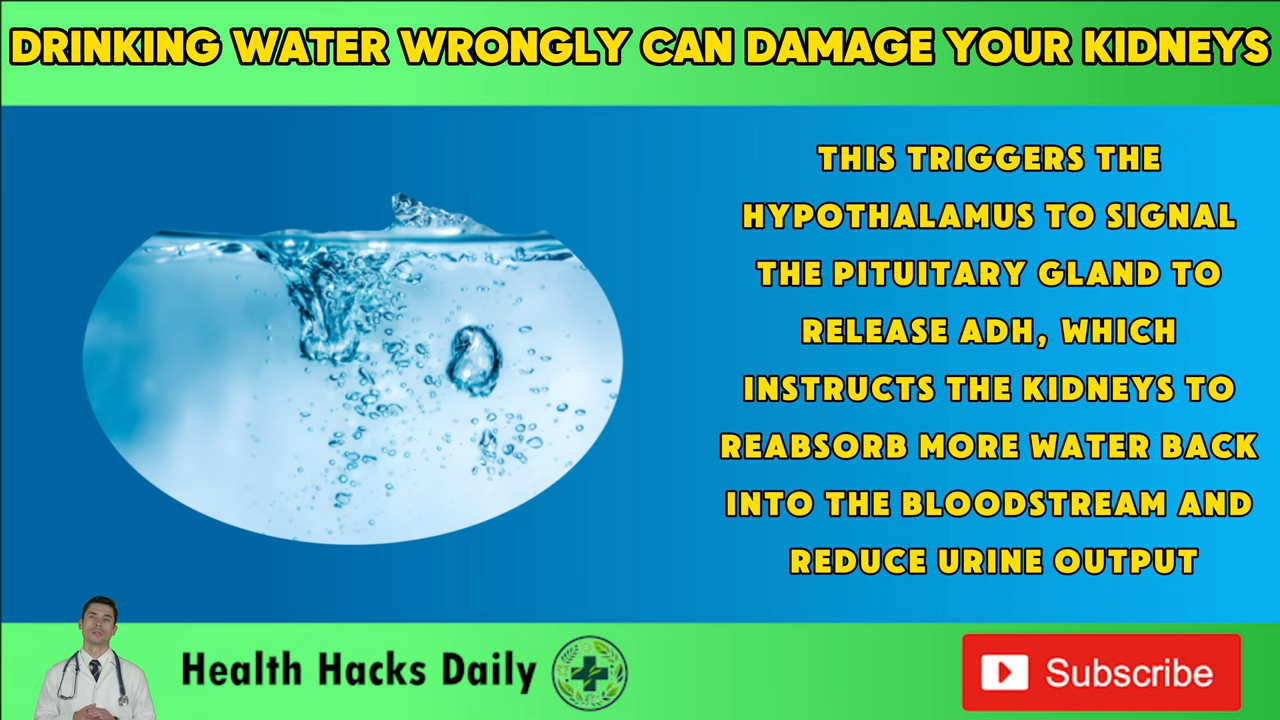 DRINKING WATER WRONGLY CAN DAMAGE YOUR KIDNEYS
THIS TRIGGERS THE
HYPOTHALAMUS TO SIGNAL
THE PITUITARY GLAND TO
RELEASE ADH, WHICH
INSTRUCTS THE KIDNEYS TO
REABSORB MORE WATER BACK
INTO THE BLOODSTREAM AND
REDUCE URINE OUTPUT
Health Hacks Daily
Subscribe